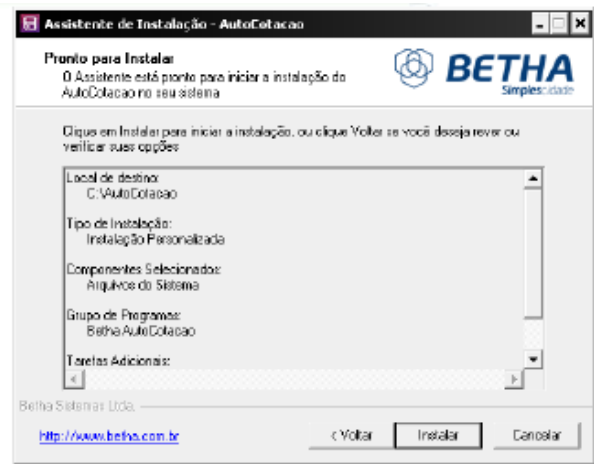 Assistente de Instalação - AutoCotacao
Pronto para Instalar
O Assistente está pronto para iniciar a instalação do
AutoCotacao no seu sistema
BETHA
Simplescidade
Clique em Instalar para iniciar a instalação, ou clique Voltar se você deseja rever ou
verificar suas opções
Local de destino:
C:\AutoCotacao
Tipo de Instalação:
Instalação Personalizada
Componentes Selecionados:
Arquivos do Sistema
Grupo de Programas:
Betha AutoCotacao
Tarefas Adicionais:
Betha Sistemas Ltda.
http://www.betha.com.br
< Voltar
Instalar
Cancelar